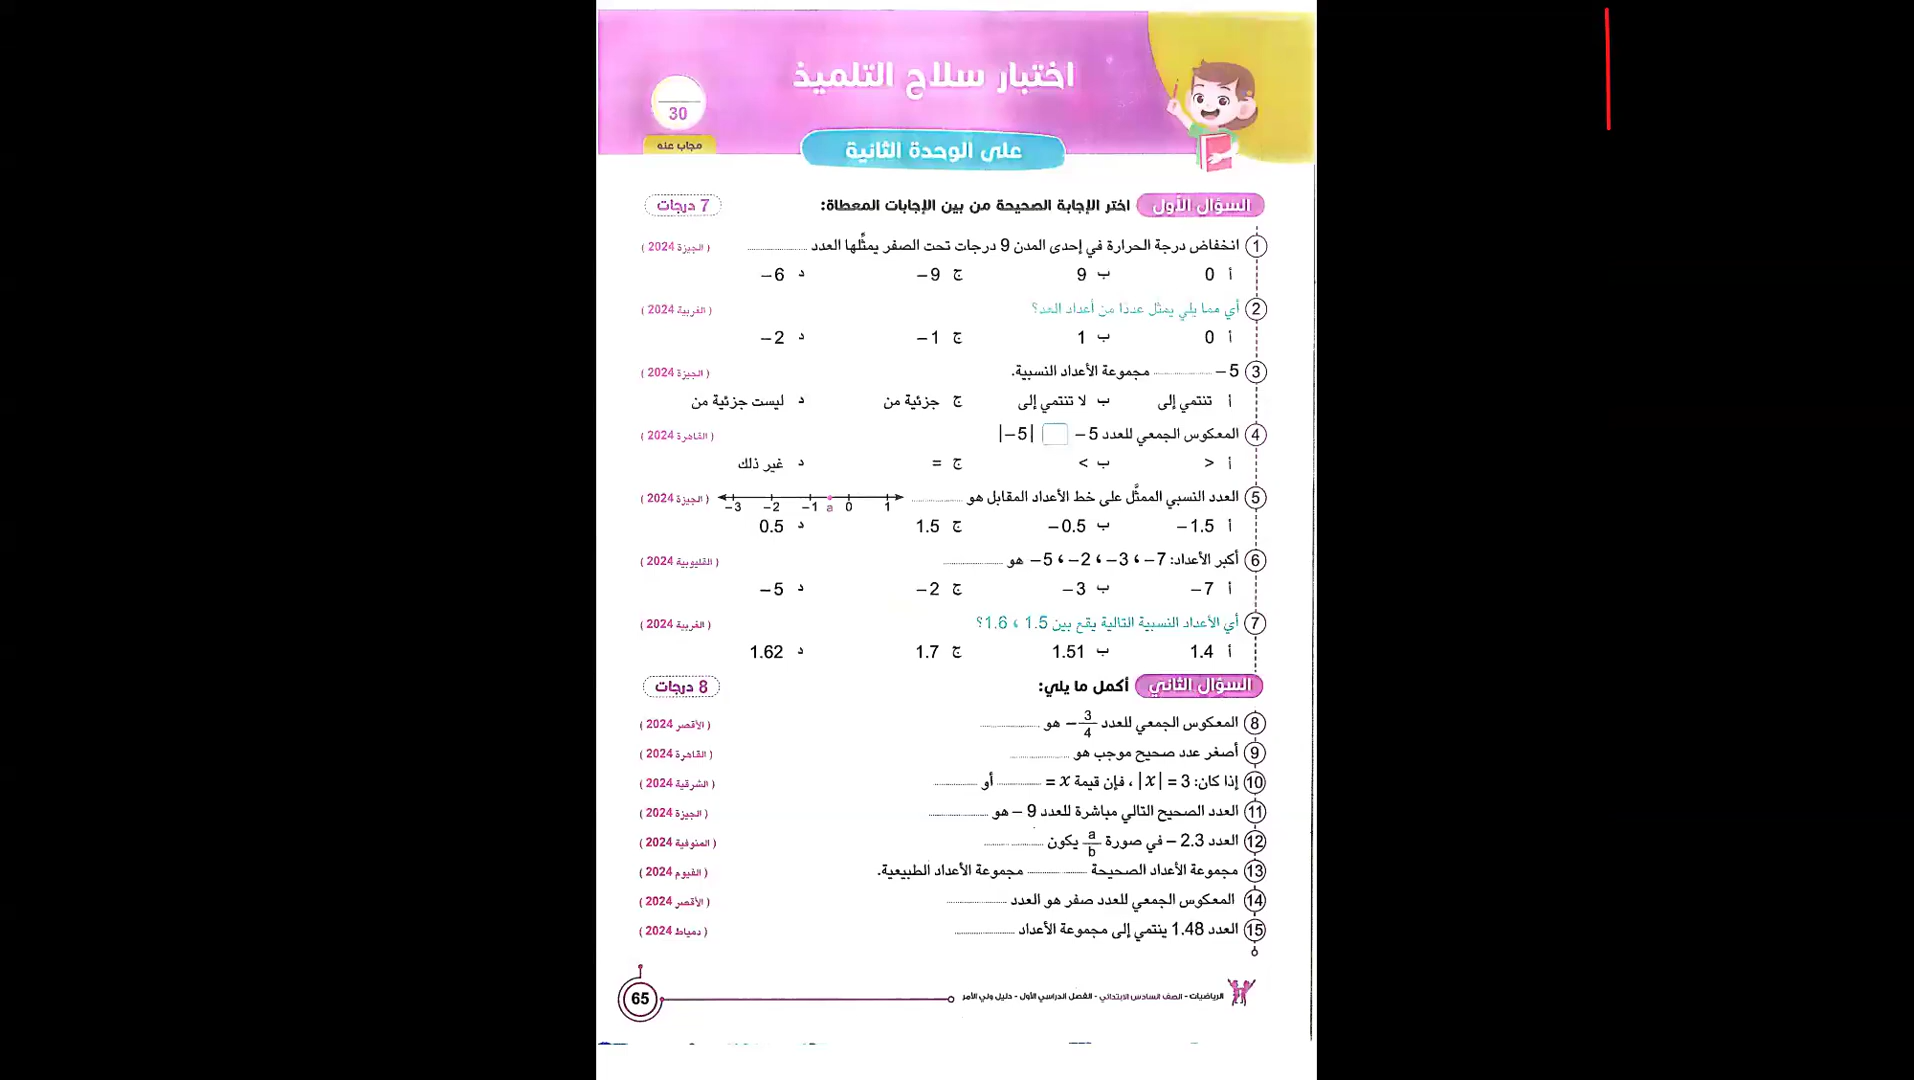 اختبار سلاح التلميذ
30
مجاب عنه
على الوحدة الثانية
السؤال الأول اختر الإجابة الصحيحة من بين الإجابات المعطاة: 7 درجات
1 انخفاض درجة الحرارة في إحدى المدن 9 درجات تحت الصفر يمثِّلها العدد ............ ( الجيزة 2024 )
أ 0 ب 9 ج 9 – د 6 –
2 أي مما يلي يمثل عددًا من أعداد العد؟ ( الغربية 2024 )
أ 0 ب 1 ج 1 – د 2 –
3 5 – ............ مجموعة الأعداد النسبية. ( الجيزة 2024 )
أ تنتمي إلى ب لا تنتمي إلى ج جزئية من د ليست جزئية من
4 المعكوس الجمعي للعدد 5 – |–5| ( القاهرة 2024 )
أ > ب < ج = د غير ذلك
5 العدد النسبي الممثَّل على خط الأعداد المقابل هو ............ ( الجيزة 2024 )
–3 –2 –1 a 0 1
أ 1.5 – ب 0.5 – ج 1.5 د 0.5
6 أكبر الأعداد: 7 – ، 3 – ، 2 – ، 5 – هو ............ ( القليوبية 2024 )
أ 7 – ب 3 – ج 2 – د 5 –
7 أي الأعداد النسبية التالية يقع بين 1.5 ، 1.6؟ ( الغربية 2024 )
أ 1.4 ب 1.51 ج 1.7 د 1.62
السؤال الثاني أكمل ما يلي: 8 درجات
8 المعكوس الجمعي للعدد –3/4 هو ............ ( الأقصر 2024 )
9 أصغر عدد صحيح موجب هو ............ ( القاهرة 2024 )
10 إذا كان: |x| = 3 ، فإن قيمة x = ............ أو ............ ( الشرقية 2024 )
11 العدد الصحيح التالي مباشرة للعدد 9 – هو ............ ( الجيزة 2024 )
12 العدد 2.3 – في صورة a/b يكون ............ ( المنوفية 2024 )
13 مجموعة الأعداد الصحيحة ............ مجموعة الأعداد الطبيعية. ( الفيوم 2024 )
14 المعكوس الجمعي للعدد صفر هو العدد ............ ( الأقصر 2024 )
15 العدد 1.48 ينتمي إلى مجموعة الأعداد ............ ( دمياط 2024 )
الرياضيات - الصف السادس الابتدائي - الفصل الدراسي الأول - دليل ولي الأمر
65